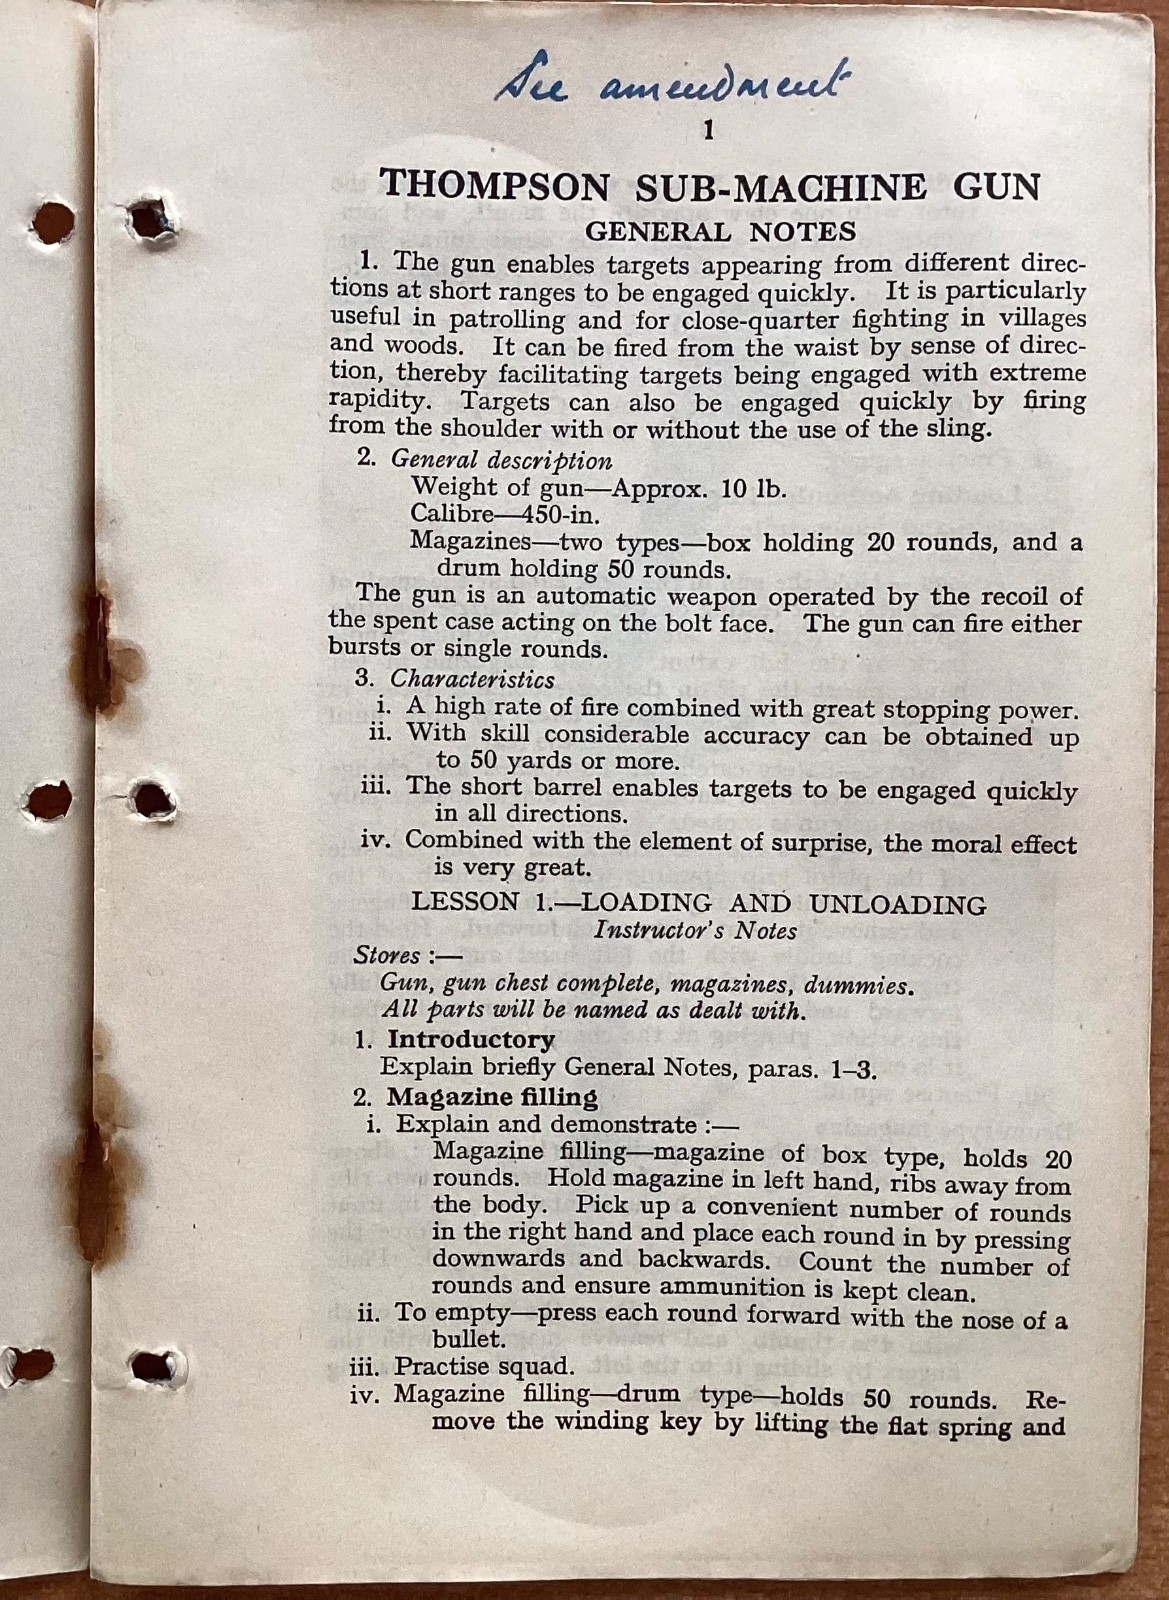 See amendment
1
THOMPSON SUB-MACHINE GUN
GENERAL NOTES
1. The gun enables targets appearing from different direc-
tions at short ranges to be engaged quickly. It is particularly
useful in patrolling and for close-quarter fighting in villages
and woods. It can be fired from the waist by sense of direc-
tion, thereby facilitating targets being engaged with extreme
rapidity. Targets can also be engaged quickly by firing
from the shoulder with or without the use of the sling.
2. General description
Weight of gun—Approx. 10 lb.
Calibre—450-in.
Magazines—two types—box holding 20 rounds, and a
drum holding 50 rounds.
The gun is an automatic weapon operated by the recoil of
the spent case acting on the bolt face. The gun can fire either
bursts or single rounds.
3. Characteristics
i. A high rate of fire combined with great stopping power.
ii. With skill considerable accuracy can be obtained up
to 50 yards or more.
iii. The short barrel enables targets to be engaged quickly
in all directions.
iv. Combined with the element of surprise, the moral effect
is very great.
LESSON 1.—LOADING AND UNLOADING
Instructor's Notes
Stores :—
Gun, gun chest complete, magazines, dummies.
All parts will be named as dealt with.
1. Introductory
Explain briefly General Notes, paras. 1–3.
2. Magazine filling
i. Explain and demonstrate :—
Magazine filling—magazine of box type, holds 20
rounds. Hold magazine in left hand, ribs away from
the body. Pick up a convenient number of rounds
in the right hand and place each round in by pressing
downwards and backwards. Count the number of
rounds and ensure ammunition is kept clean.
ii. To empty—press each round forward with the nose of a
bullet.
iii. Practise squad.
iv. Magazine filling—drum type—holds 50 rounds. Re-
move the winding key by lifting the flat spring and